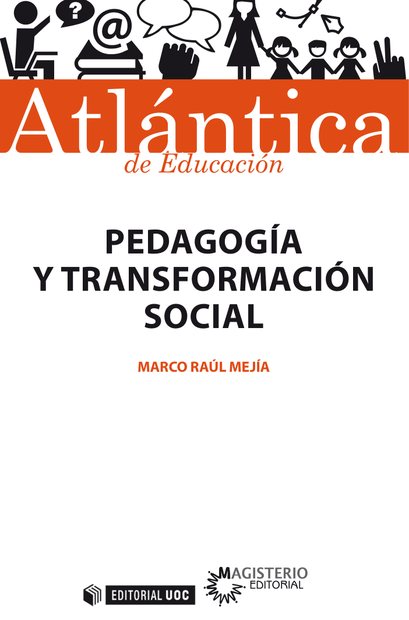 ?
@
Atlántica
de Educación
PEDAGOGÍA
Y TRANSFORMACIÓN
SOCIAL
MARCO RAÚL MEJÍA
EDITORIAL UOC
MAGISTERIO
EDITORIAL